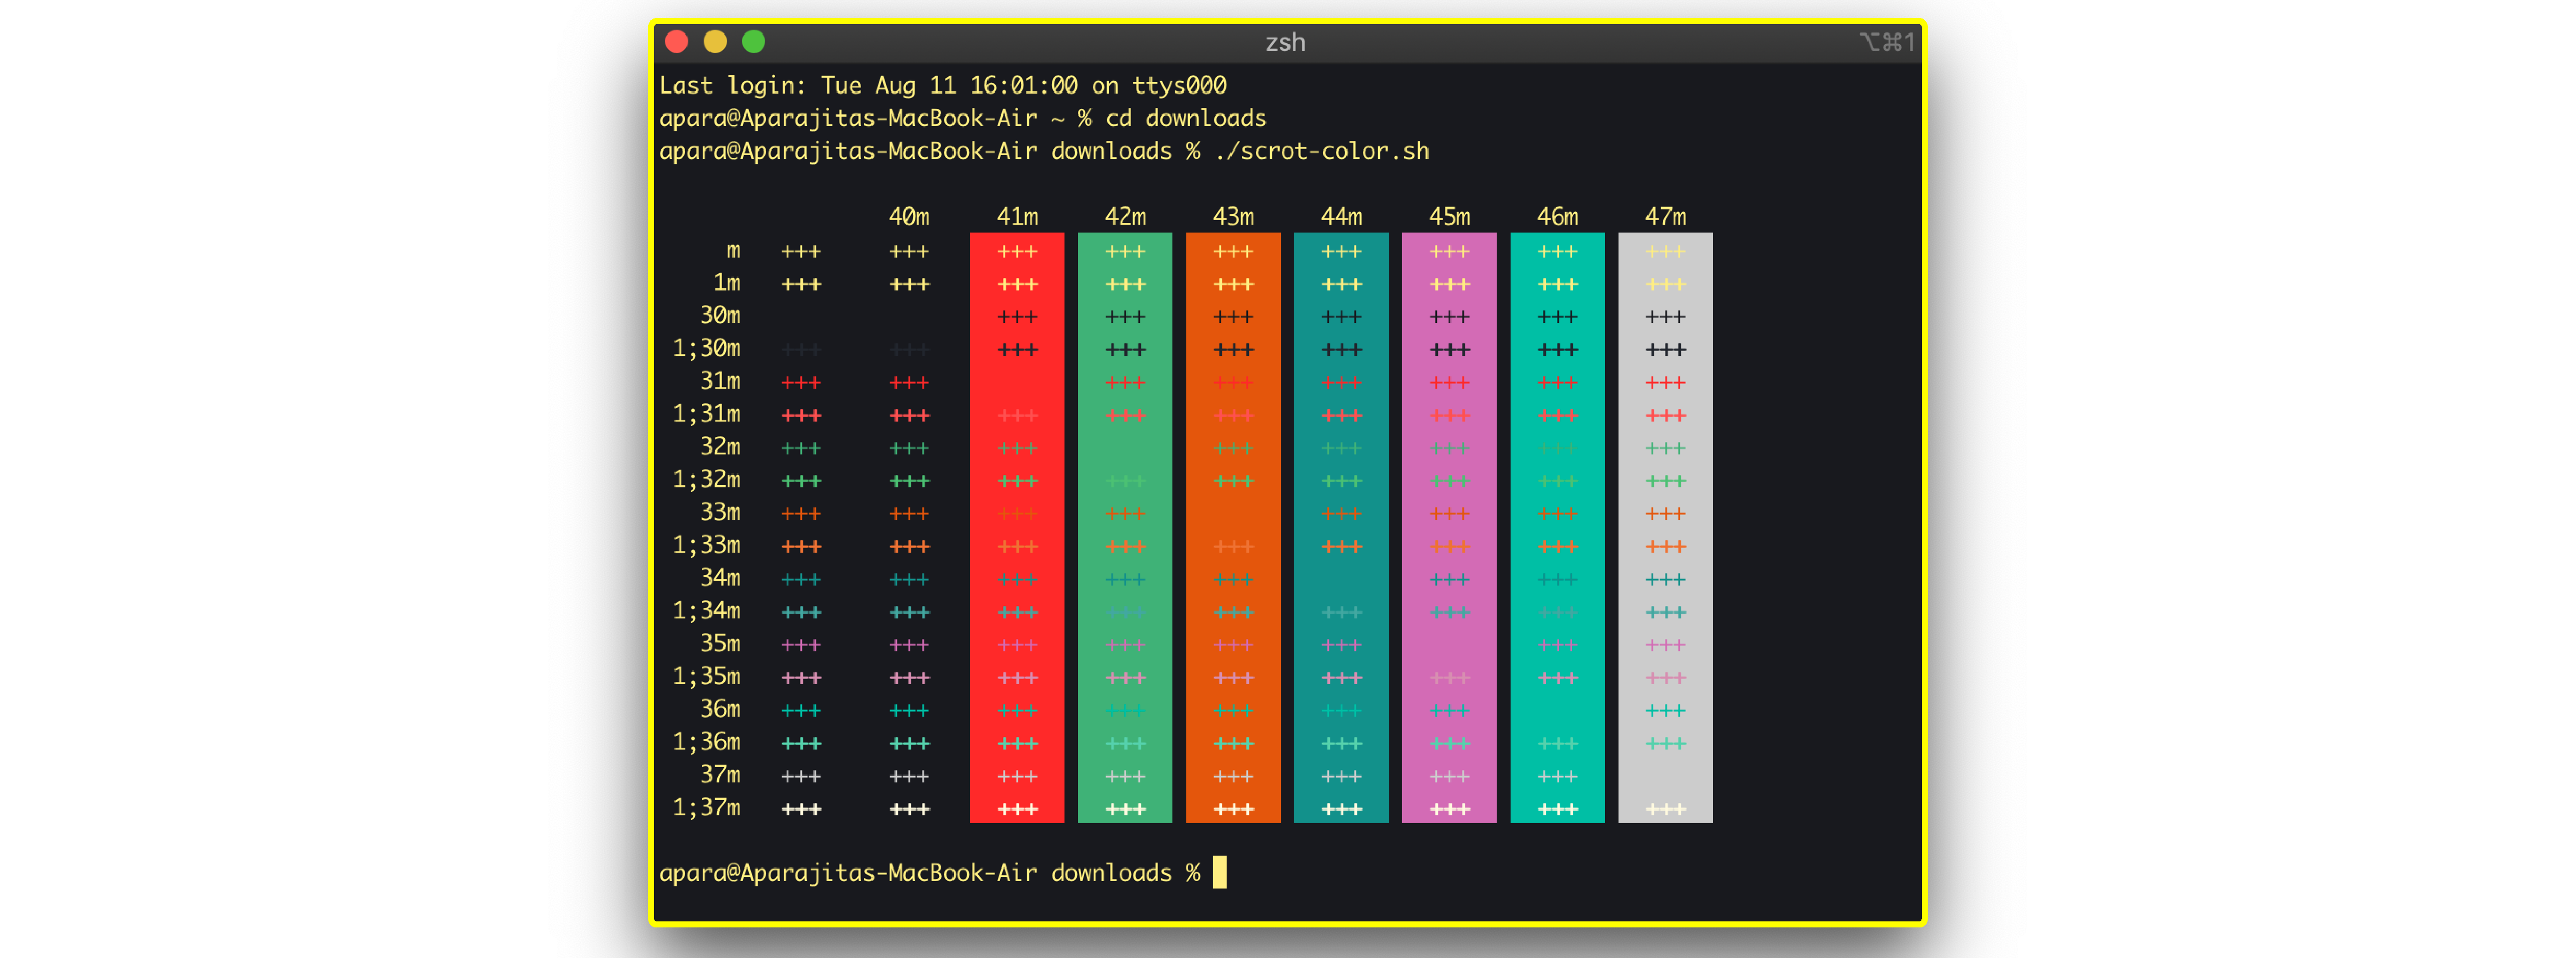 zsh ⌥⌘1
Last login: Tue Aug 11 16:01:00 on ttys000
apara@Aparajitas-MacBook-Air ~ % cd downloads
apara@Aparajitas-MacBook-Air downloads % ./scrot-color.sh
40m 41m 42m 43m 44m 45m 46m 47m
m +++ +++ +++ +++ +++ +++ +++ +++ +++
1m +++ +++ +++ +++ +++ +++ +++ +++ +++
30m +++ +++ +++ +++ +++ +++ +++
1;30m +++ +++ +++ +++ +++ +++ +++ +++ +++
31m +++ +++ +++ +++ +++ +++ +++ +++
1;31m +++ +++ +++ +++ +++ +++ +++ +++ +++
32m +++ +++ +++ +++ +++ +++ +++ +++
1;32m +++ +++ +++ +++ +++ +++ +++ +++ +++
33m +++ +++ +++ +++ +++ +++ +++ +++
1;33m +++ +++ +++ +++ +++ +++ +++ +++ +++
34m +++ +++ +++ +++ +++ +++ +++ +++
1;34m +++ +++ +++ +++ +++ +++ +++ +++ +++
35m +++ +++ +++ +++ +++ +++ +++ +++
1;35m +++ +++ +++ +++ +++ +++ +++ +++ +++
36m +++ +++ +++ +++ +++ +++ +++ +++
1;36m +++ +++ +++ +++ +++ +++ +++ +++ +++
37m +++ +++ +++ +++ +++ +++ +++ +++
1;37m +++ +++ +++ +++ +++ +++ +++ +++ +++
apara@Aparajitas-MacBook-Air downloads %